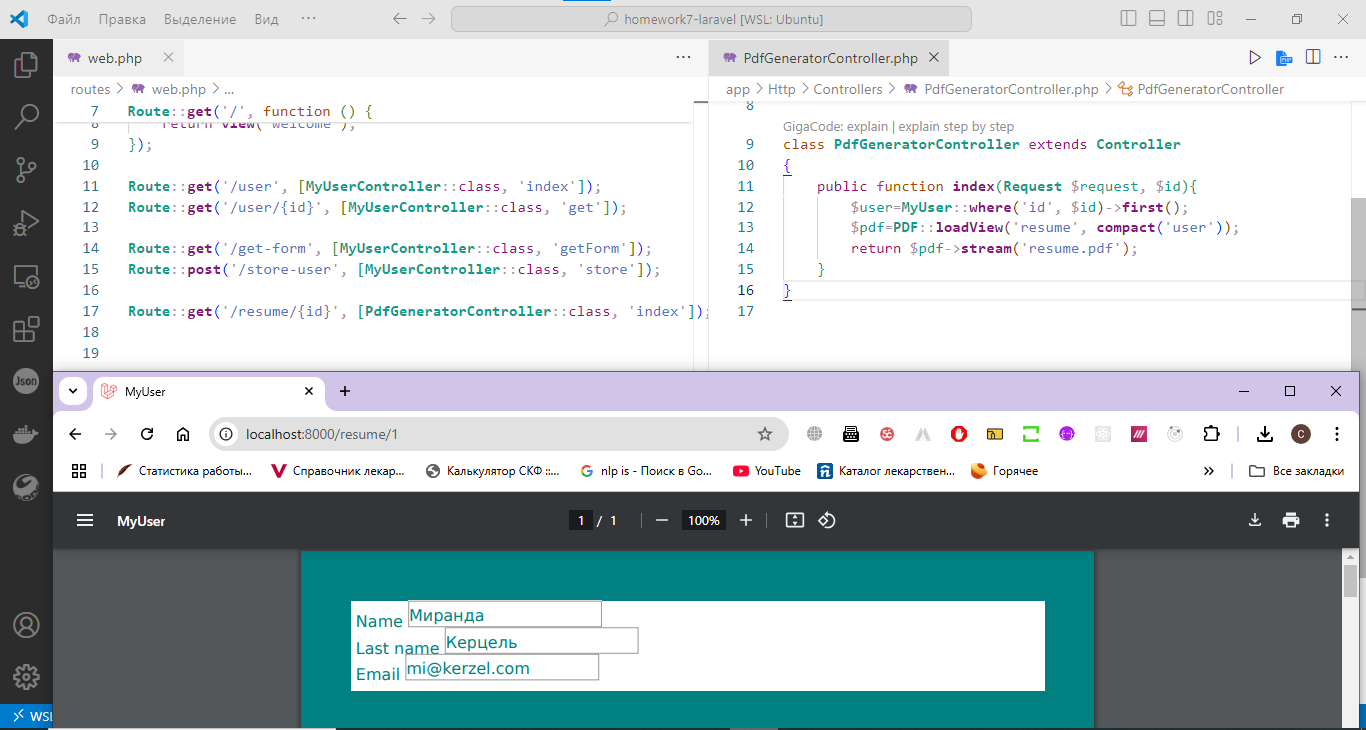 Файл Правка Выделение Вид ··· homework7-laravel [WSL: Ubuntu]
web.php
routes > web.php > ...
7 Route::get('/', function () {
8 return view('welcome');
9 });
10
11 Route::get('/user', [MyUserController::class, 'index']);
12 Route::get('/user/{id}', [MyUserController::class, 'get']);
13
14 Route::get('/get-form', [MyUserController::class, 'getForm']);
15 Route::post('/store-user', [MyUserController::class, 'store']);
16
17 Route::get('/resume/{id}', [PdfGeneratorController::class, 'index']);
18
19
PdfGeneratorController.php
PHP
app > Http > Controllers > PdfGeneratorController.php > PdfGeneratorController
8
GigaCode: explain | explain step by step
9 class PdfGeneratorController extends Controller
10 {
11 public function index(Request $request, $id){
12 $user=MyUser::where('id', $id)->first();
13 $pdf=PDF::loadView('resume', compact('user'));
14 return $pdf->stream('resume.pdf');
15 }
16 }
17
Json
WSL
MyUser
localhost:8000/resume/1
C
Статистика работы... Справочник лекар... Калькулятор СКФ ::... nlp is - Поиск в Go... YouTube Каталог лекарствен... Горячее » Все закладки
MyUser 1 / 1 100%
Name Миранда
Last name Керцель
Email mi@kerzel.com